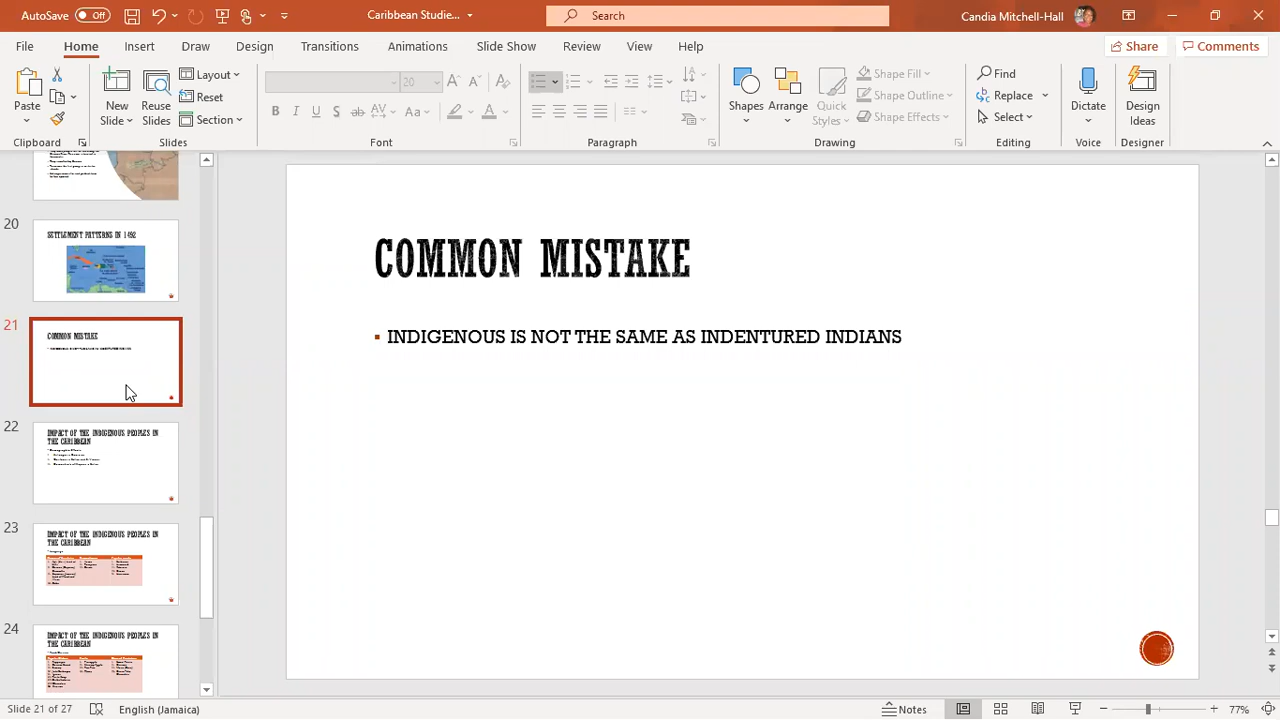 AutoSave Off Caribbean Studie... Search Candia Mitchell-Hall
File Home Insert Draw Design Transitions Animations Slide Show Review View Help Share Comments
Paste New Slide Reuse Slides Layout Reset Section
20 Aa
Shapes Arrange Quick Styles Shape Fill Shape Outline Shape Effects
Find Replace Select Dictate Design Ideas
Clipboard Slides Font Paragraph Drawing Editing Voice Designer
20
SETTLEMENT PATTERNS IN 1492
21
COMMON MISTAKE
22
IMPACT OF THE INDIGENOUS PEOPLES IN
THE CARIBBEAN
23
IMPACT OF THE INDIGENOUS PEOPLES IN
THE CARIBBEAN
24
IMPACT OF THE INDIGENOUS PEOPLES IN
THE CARIBBEAN
COMMON MISTAKE
INDIGENOUS IS NOT THE SAME AS INDENTURED INDIANS
Slide 21 of 27 English (Jamaica) Notes 77%